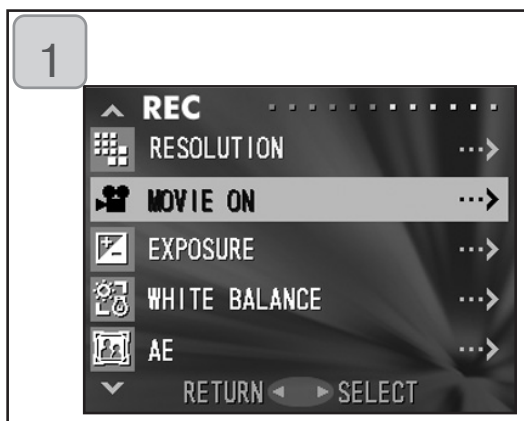 1
REC
RESOLUTION
MOVIE ON
EXPOSURE
WHITE BALANCE
AE
RETURN SELECT